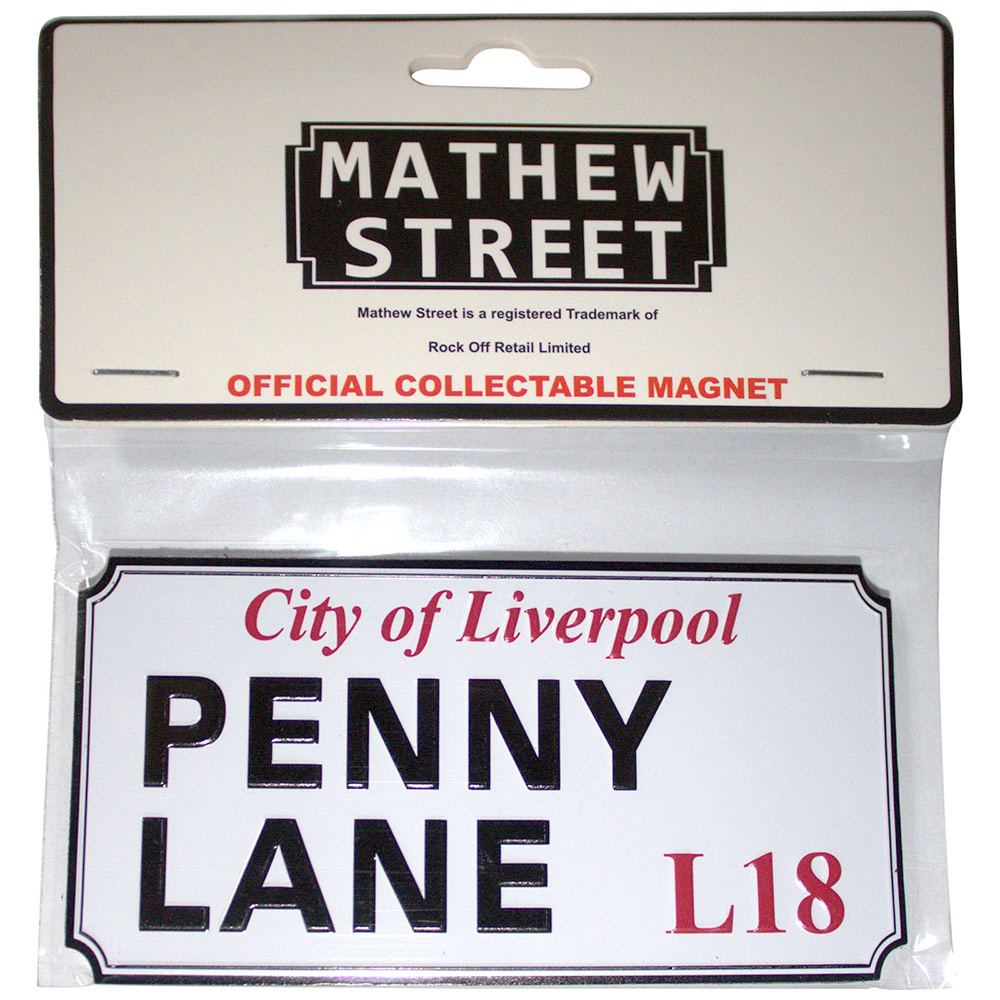 MATHEW
STREET
Mathew Street is a registered Trademark of
Rock Off Retail Limited
OFFICIAL COLLECTABLE MAGNET
City of Liverpool
PENNY
LANE L18